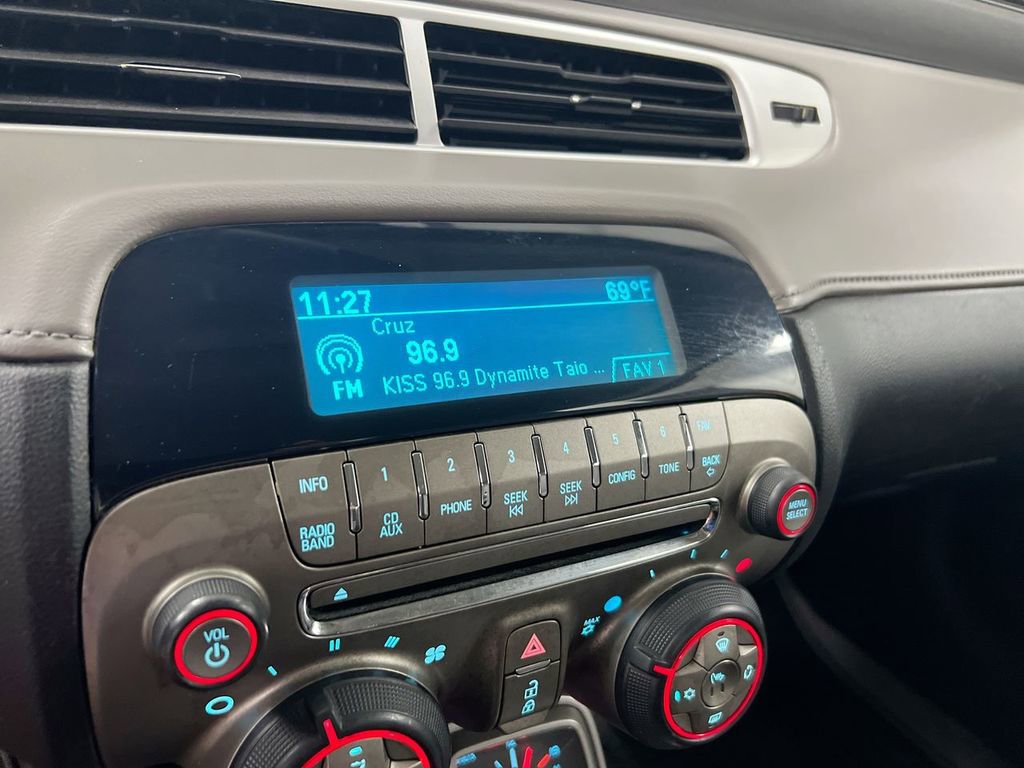 11:27 69°F
Cruz
96.9
FM KISS 96.9 Dynamite Taio ... FAV 1
INFO
RADIO
BAND
1
CD
AUX
2
PHONE
3
SEEK
4
SEEK
5
CONFIG
6
TONE
FAV
BACK
MENU
SELECT
VOL
MAX